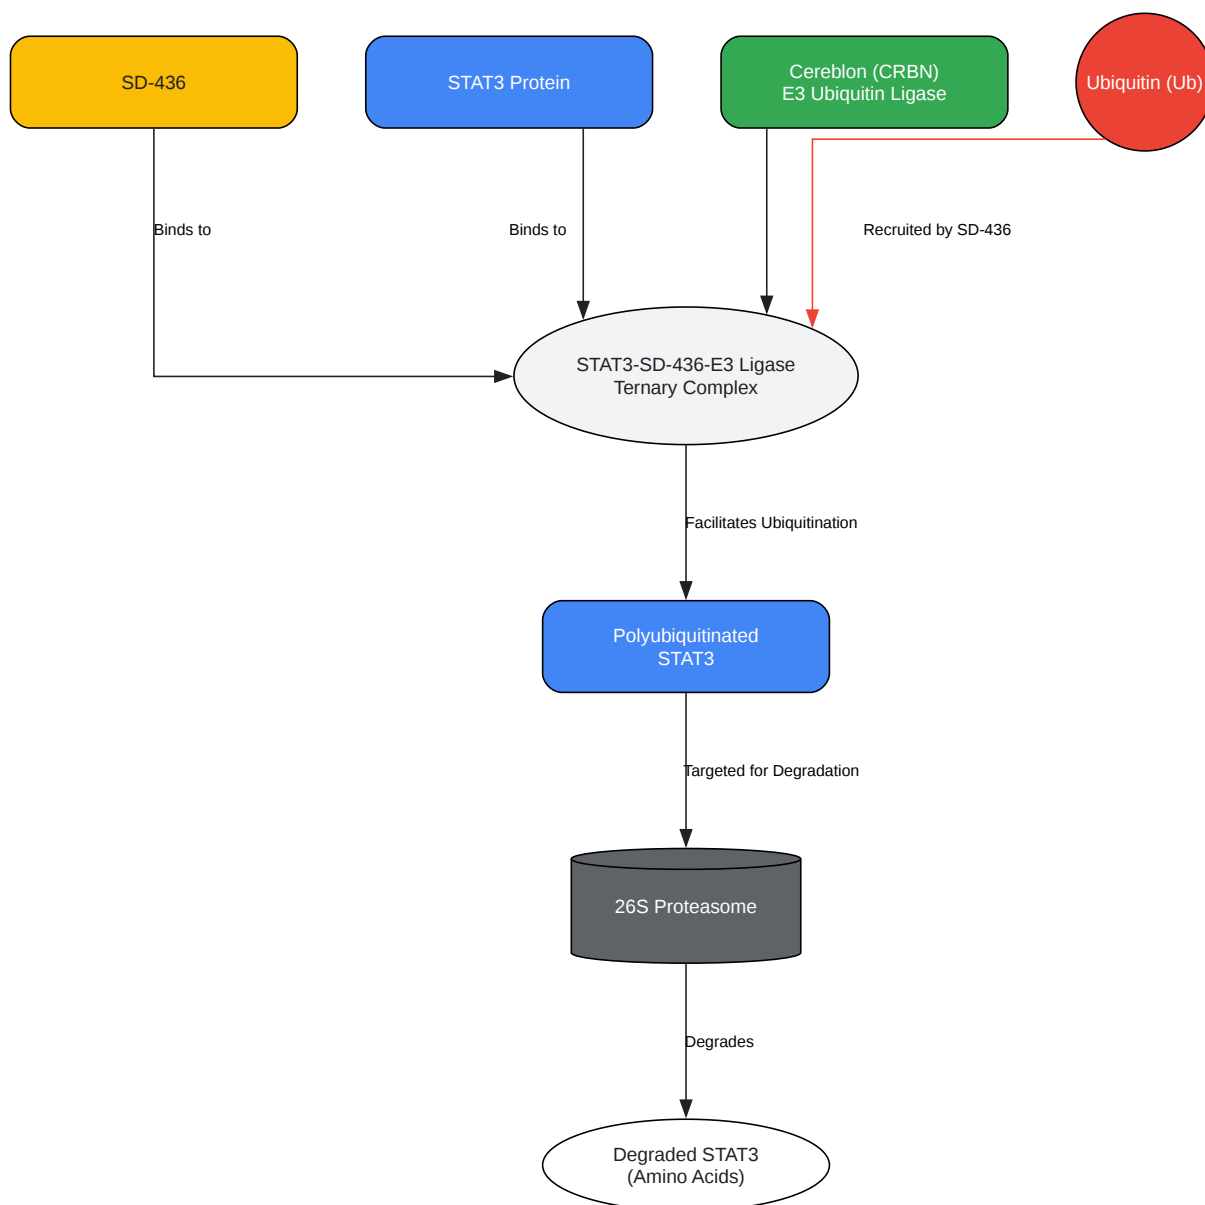 SD-436
STAT3 Protein
Cereblon (CRBN)
E3 Ubiquitin Ligase
Ubiquitin (Ub)
Binds to
Binds to
Recruited by SD-436
STAT3-SD-436-E3 Ligase
Ternary Complex
Facilitates Ubiquitination
Polyubiquitinated
STAT3
Targeted for Degradation
26S Proteasome
Degrades
Degraded STAT3
(Amino Acids)